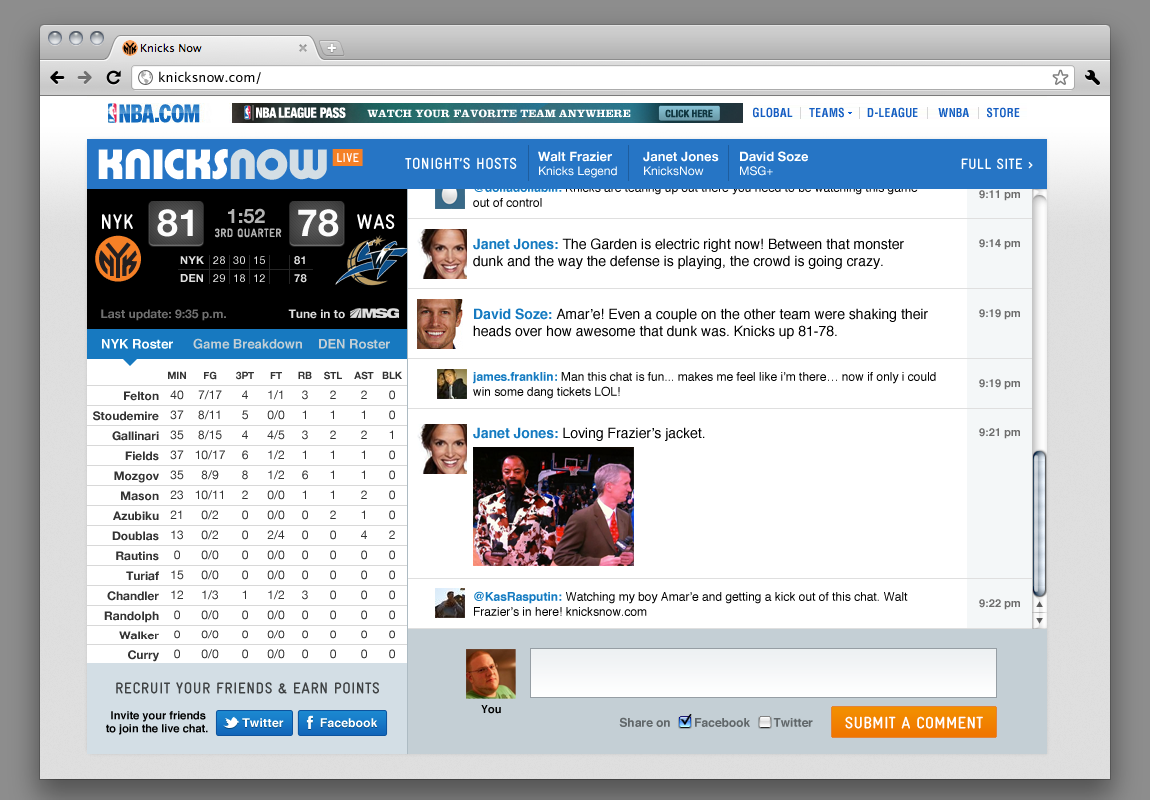 Knicks Now
knicksnow.com/
NBA.COM
NBA LEAGUE PASS WATCH YOUR FAVORITE TEAM ANYWHERE CLICK HERE
GLOBAL TEAMS D-LEAGUE WNBA STORE
KNICKSNOW LIVE
TONIGHT'S HOSTS
Walt Frazier
Knicks Legend
Janet Jones
KnicksNow
David Soze
MSG+
FULL SITE ›
NYK 81 1:52 78 WAS
3RD QUARTER
NYK
NYK 28 30 15 81
DEN 29 18 12 78
Last update: 9:35 p.m. Tune in to MSG
NYK Roster Game Breakdown DEN Roster
MIN FG 3PT FT RB STL AST BLK
Felton 40 7/17 4 1/1 3 2 2 0
Stoudemire 37 8/11 5 0/0 1 1 1 0
Gallinari 35 8/15 4 4/5 3 2 2 1
Fields 37 10/17 6 1/2 1 1 1 0
Mozgov 35 8/9 8 1/2 6 1 1 0
Mason 23 10/11 2 0/0 1 1 2 0
Azubiku 21 0/2 0 0/0 0 2 1 0
Doublas 13 0/2 0 2/4 0 0 4 2
Rautins 0 0/0 0 0/0 0 0 0 0
Turiaf 15 0/0 0 0/0 0 0 0 0
Chandler 12 1/3 1 1/2 3 0 0 0
Randolph 0 0/0 0 0/0 0 0 0 0
Walker 0 0/0 0 0/0 0 0 0 0
Curry 0 0/0 0 0/0 0 0 0 0
RECRUIT YOUR FRIENDS & EARN POINTS
Invite your friends
to join the live chat.
Twitter
Facebook
Knicks are tearing up out there you need to be watching this game
out of control
9:11 pm
Janet Jones: The Garden is electric right now! Between that monster
dunk and the way the defense is playing, the crowd is going crazy.
9:14 pm
David Soze: Amar'e! Even a couple on the other team were shaking their
heads over how awesome that dunk was. Knicks up 81-78.
9:19 pm
james.franklin: Man this chat is fun... makes me feel like i'm there... now if only i could
win some dang tickets LOL!
9:19 pm
Janet Jones: Loving Frazier's jacket.
9:21 pm
@KasRasputin: Watching my boy Amar'e and getting a kick out of this chat. Walt
Frazier's in here! knicksnow.com
9:22 pm
You
Share on Facebook Twitter
SUBMIT A COMMENT